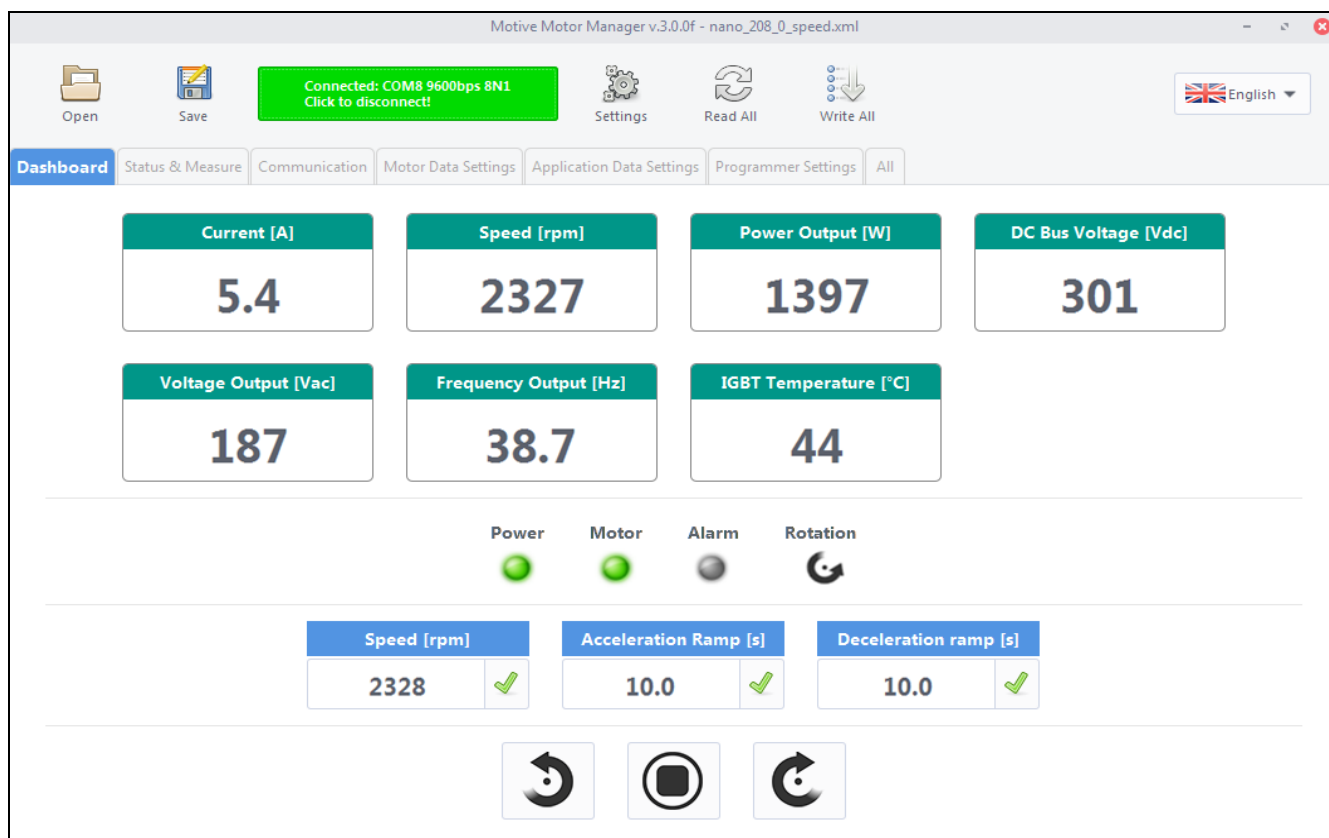 Motive Motor Manager v.3.0.0f - nano_208_0_speed.xml
Open
Save
Connected: COM8 9600bps 8N1
Click to disconnect!
Settings
Read All
Write All
English
Dashboard
Status & Measure
Communication
Motor Data Settings
Application Data Settings
Programmer Settings
All
Current [A]
5.4
Speed [rpm]
2327
Power Output [W]
1397
DC Bus Voltage [Vdc]
301
Voltage Output [Vac]
187
Frequency Output [Hz]
38.7
IGBT Temperature [°C]
44
Power
Motor
Alarm
Rotation
Speed [rpm]
2328
Acceleration Ramp [s]
10.0
Deceleration ramp [s]
10.0